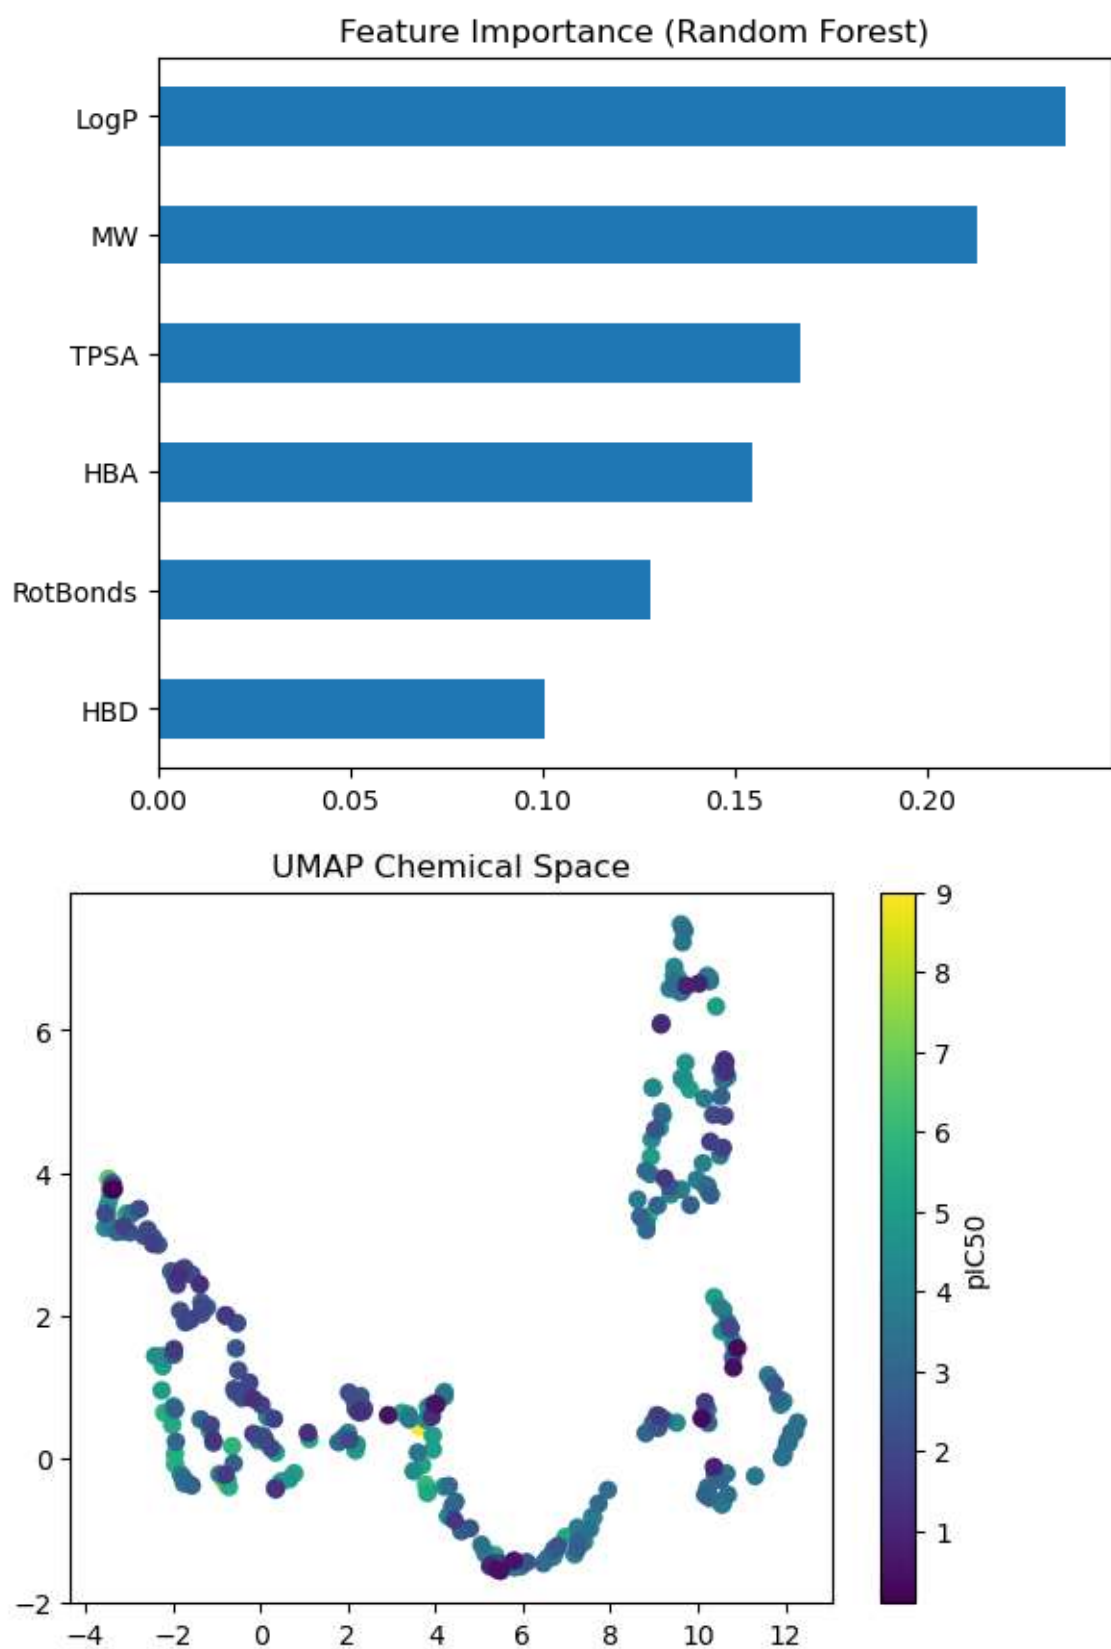 Feature Importance (Random Forest)
LogP
MW
TPSA
HBA
RotBonds
HBD
0.00 0.05 0.10 0.15 0.20
UMAP Chemical Space
6
4
2
0
−2
−4 −2 0 2 4 6 8 10 12
9
8
7
6
5
4
3
2
1
pIC50